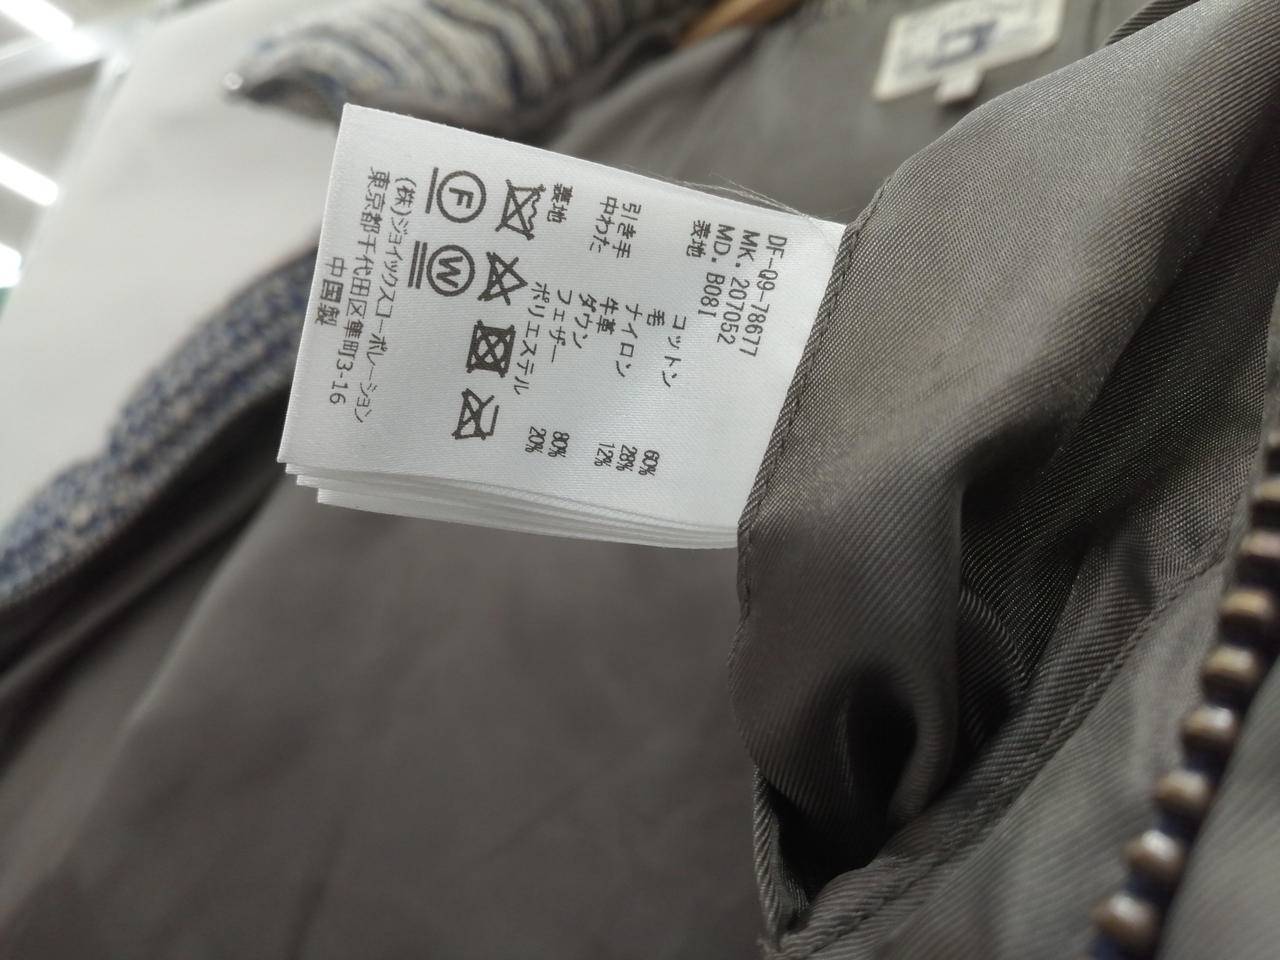 DF-Q9-78677
MK. 207052
MD. B081
表地
コットン 60%
毛 28%
ナイロン 12%
引き手 牛革
中わた ダウン 80%
フェザー 20%
裏地 ポリエステル
F W
(株)ジョイックスコーポレーション
東京都千代田区隼町3-16
中国製